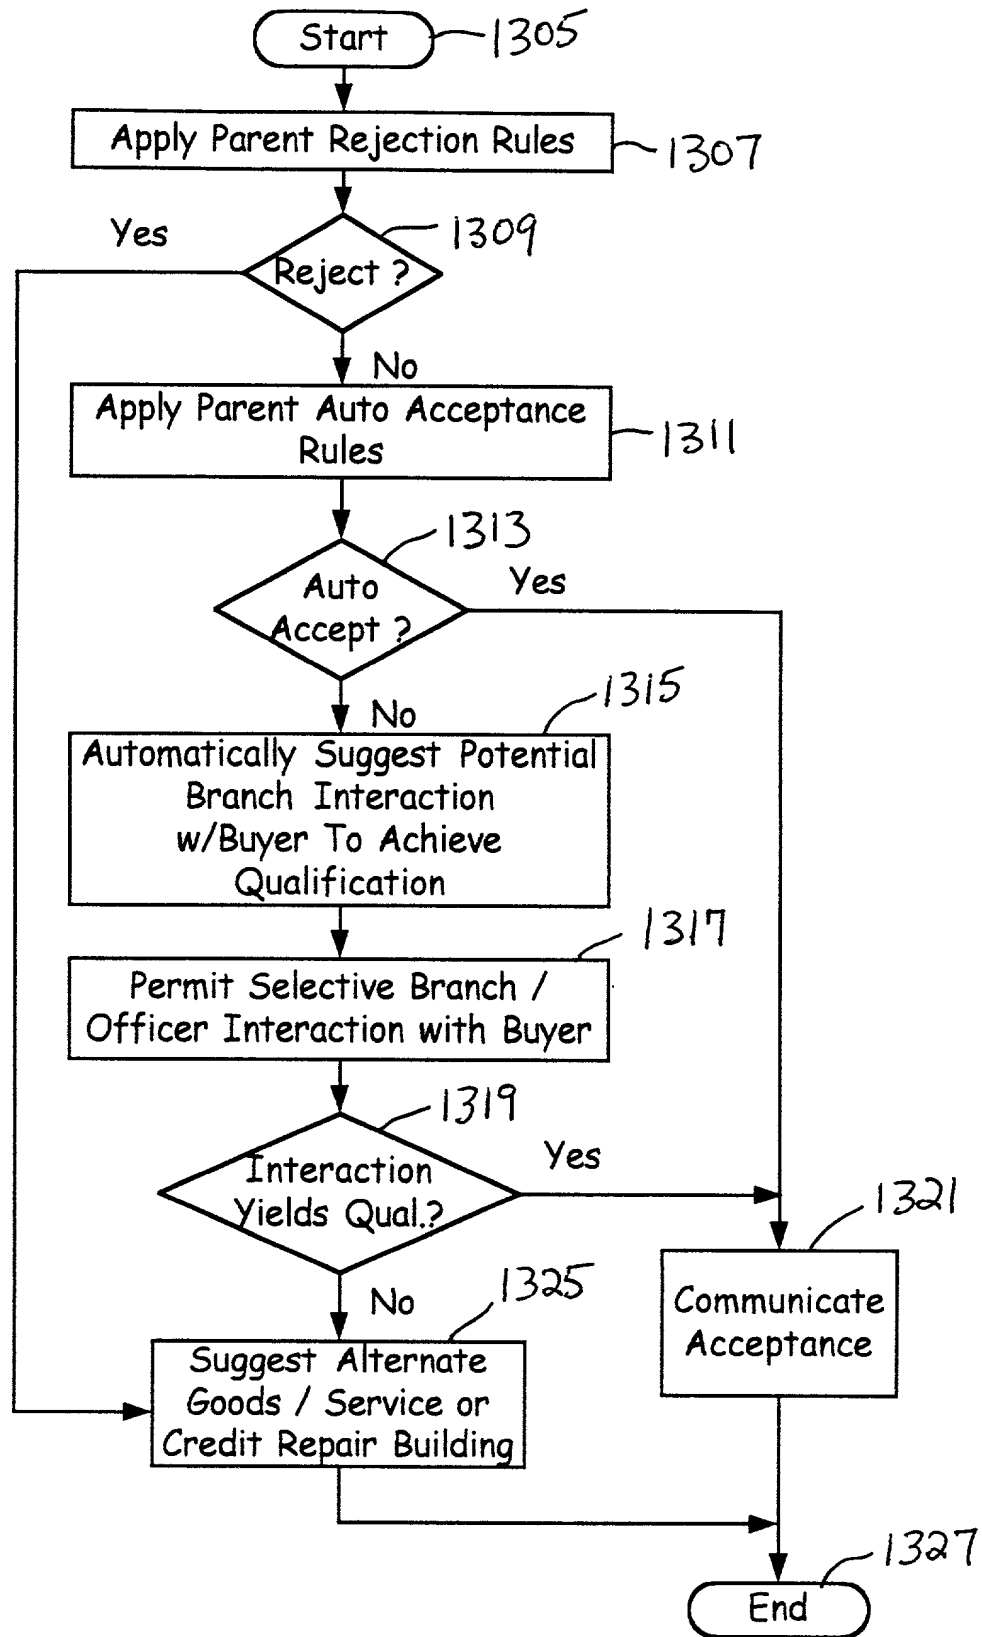 Start
1305
Apply Parent Rejection Rules
1307
Yes
1309
Reject ?
No
Apply Parent Auto Acceptance
Rules
1311
1313
Auto
Accept ?
Yes
No
1315
Automatically Suggest Potential
Branch Interaction
w/Buyer To Achieve
Qualification
1317
Permit Selective Branch /
Officer Interaction with Buyer
1319
Interaction
Yields Qual.?
Yes
1321
No
1325
Communicate
Acceptance
Suggest Alternate
Goods / Service or
Credit Repair Building
1327
End